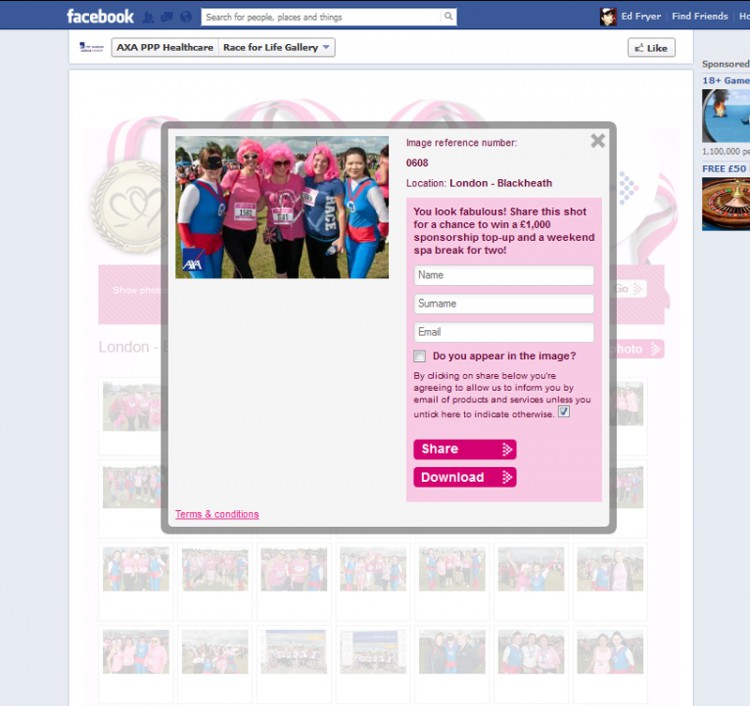 facebook
Search for people, places and things
Ed Fryer
Find Friends
Ho
AXA PPP Healthcare
Race for Life Gallery
Like
Sponsored
18+ Game
1,100,000 pe
FREE £50
Image reference number:
0608
Location: London - Blackheath
You look fabulous! Share this shot
for a chance to win a £1,000
sponsorship top-up and a weekend
spa break for two!
Name
Surname
Email
Do you appear in the image?
By clicking on share below you're
agreeing to allow us to inform you by
email of products and services unless you
untick here to indicate otherwise.
Share
Download
Terms & conditions
RACE
AXA
Show photo
Go
London -
photo